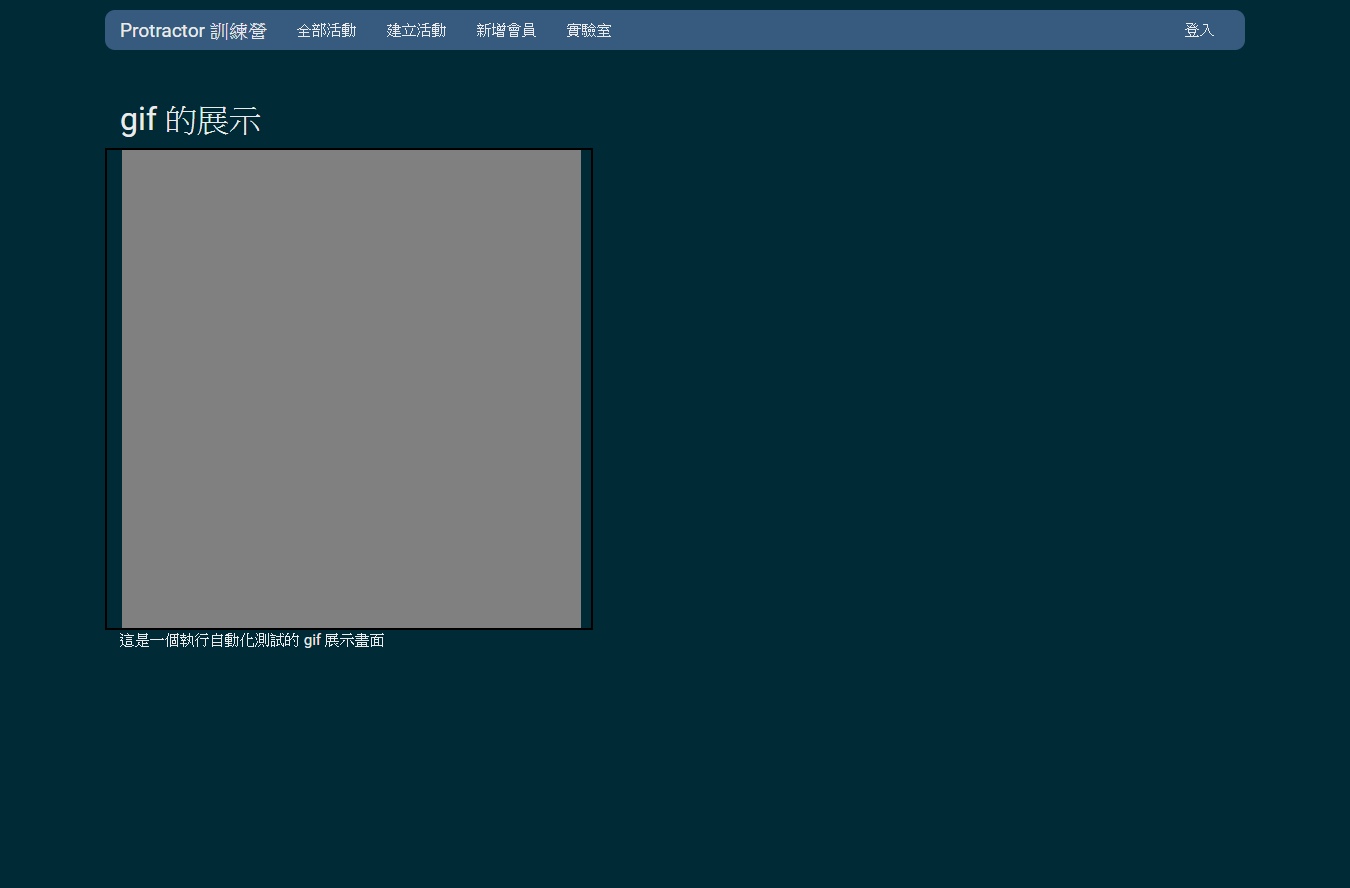 Protractor 訓練營 全部活動 建立活動 新增會員 實驗室 登入
gif 的展示
這是一個執行自動化測試的 gif 展示畫面